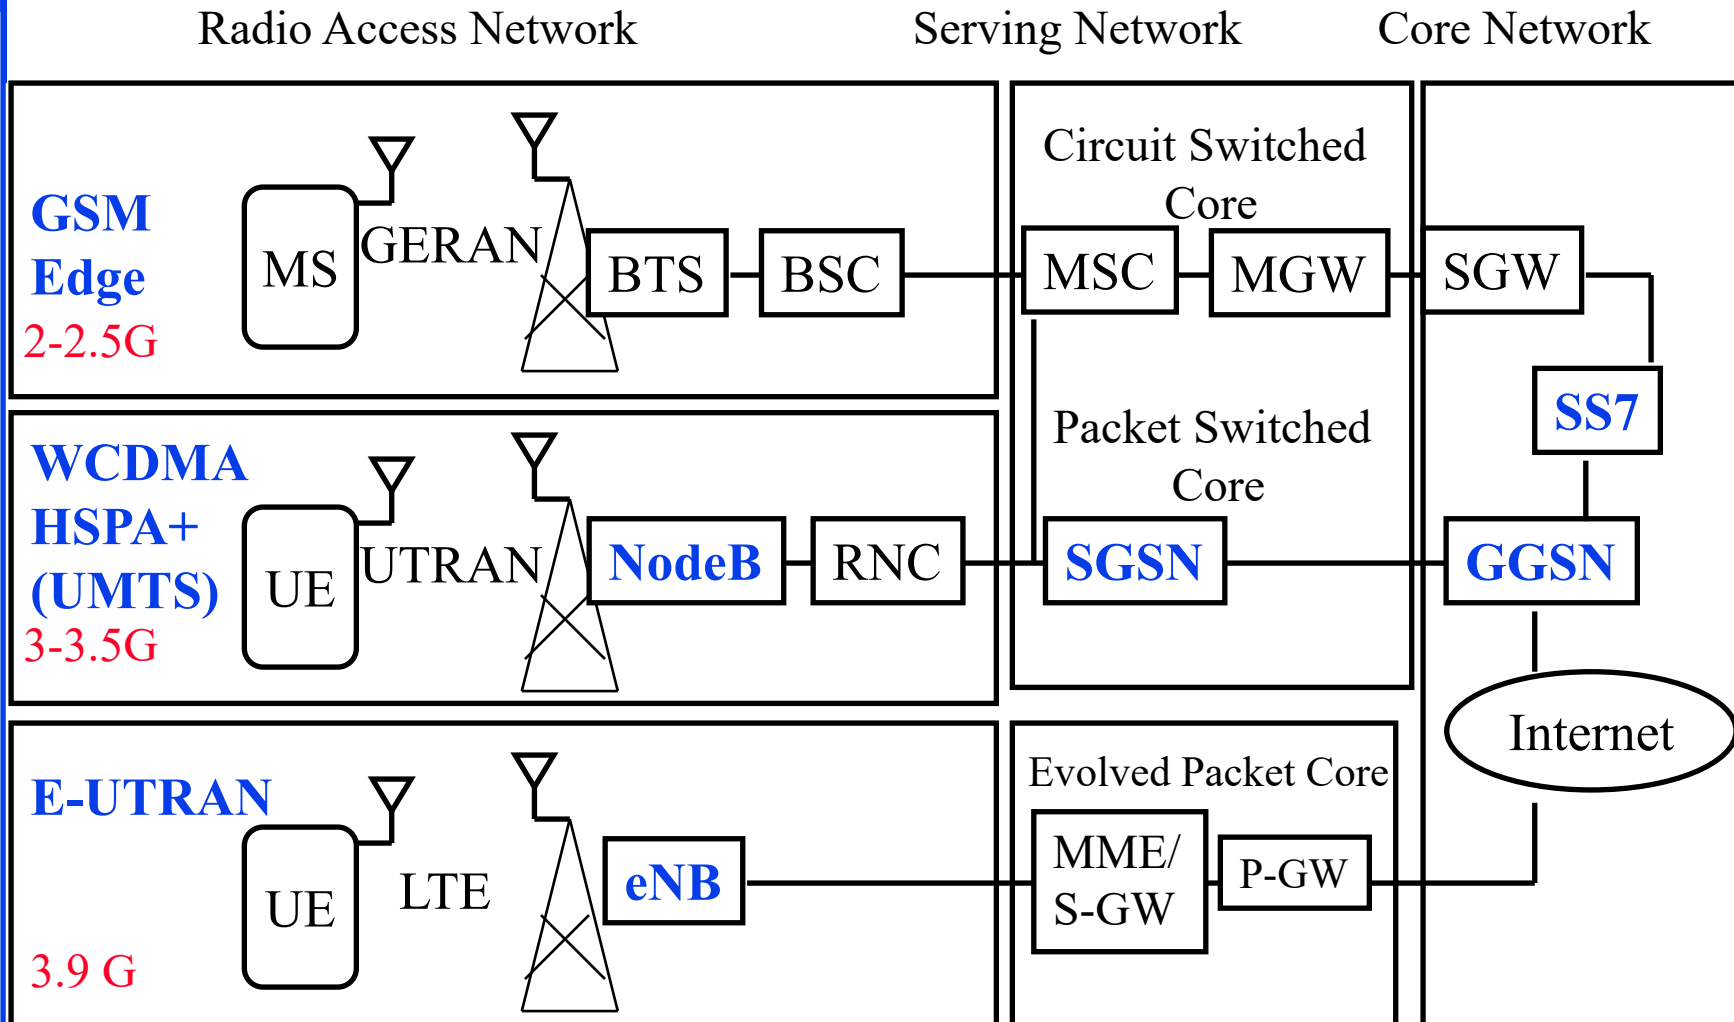 Radio Access Network
Serving Network
Core Network
GSM
Edge
2-2.5G
MS
GERAN
BTS
BSC
Circuit Switched
Core
MSC
MGW
SGW
SS7
WCDMA
HSPA+
(UMTS)
3-3.5G
UE
UTRAN
NodeB
RNC
Packet Switched
Core
SGSN
GGSN
Internet
E-UTRAN
3.9 G
UE
LTE
eNB
Evolved Packet Core
MME/
S-GW
P-GW